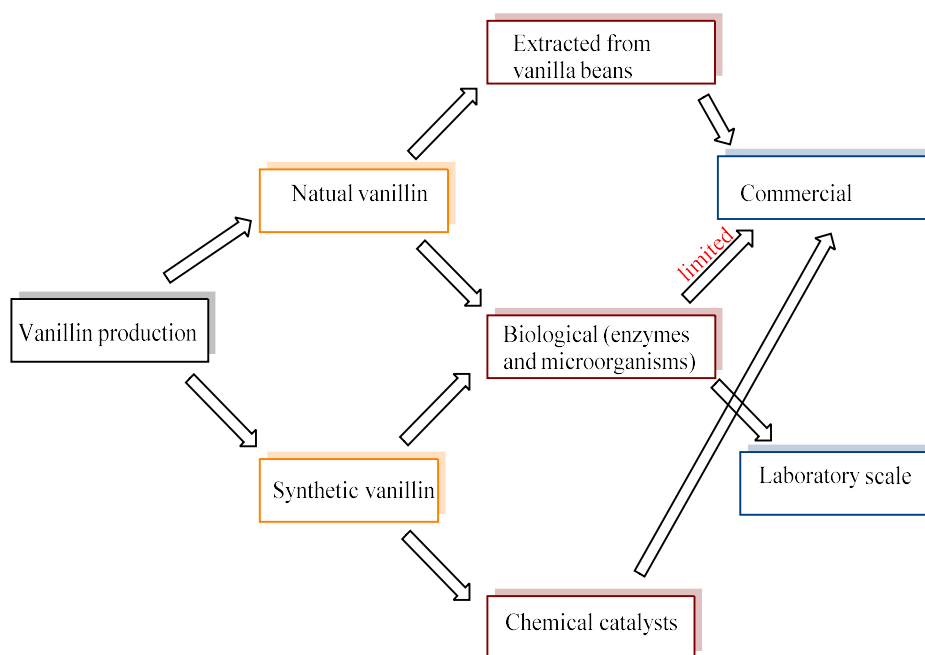 Extracted from
vanilla beans
Natual vanillin
Commercial
limited
Vanillin production
Biological (enzymes
and microorganisms)
Synthetic vanillin
Laboratory scale
Chemical catalysts